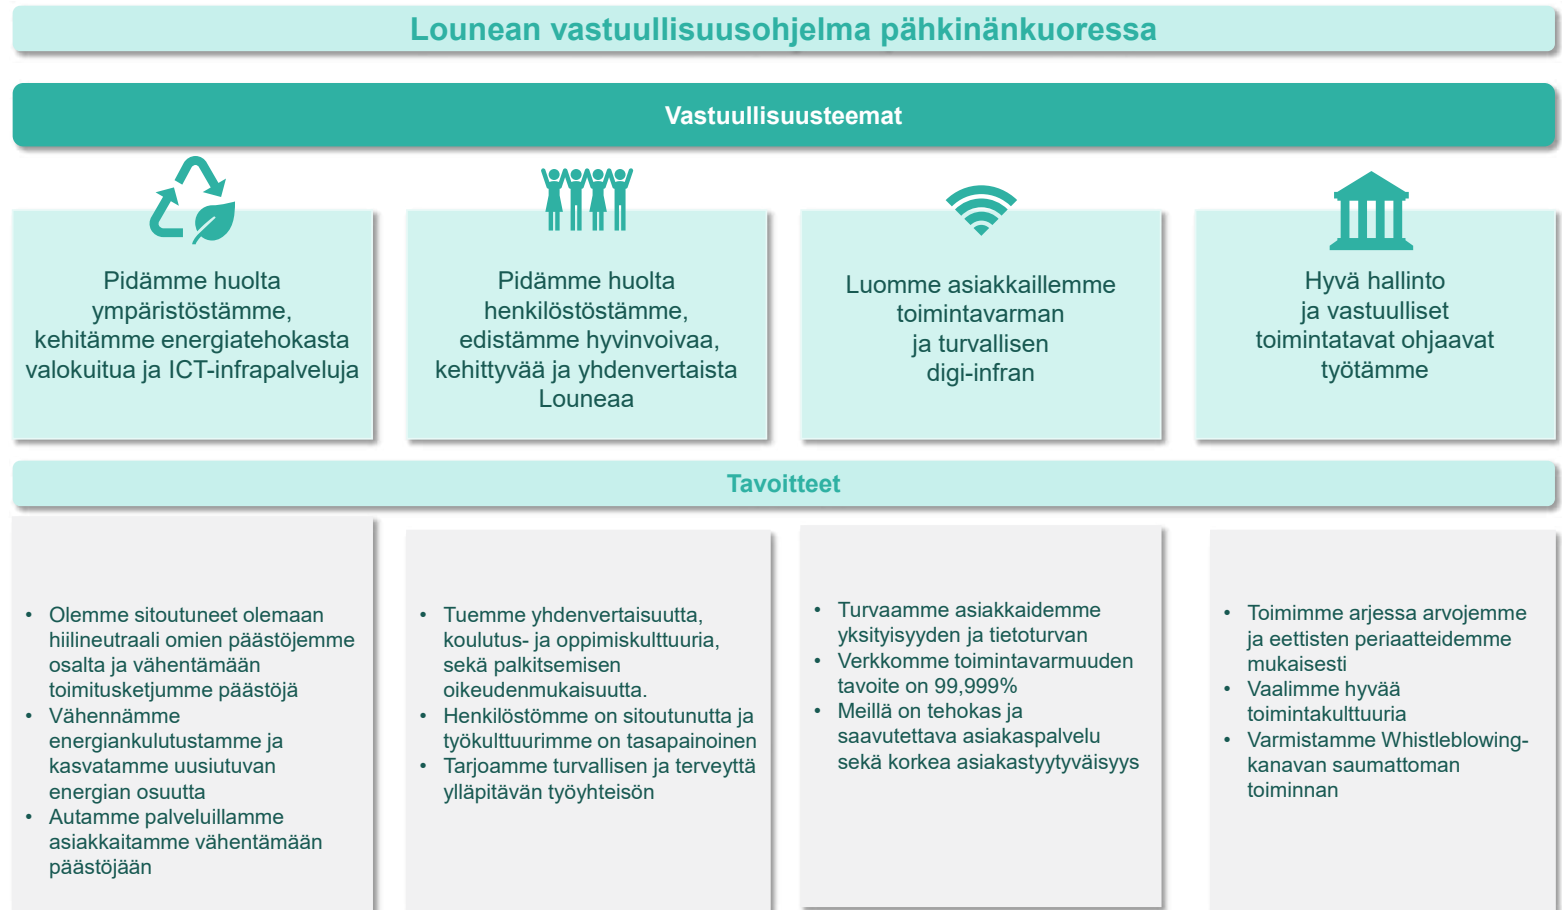 Lounean vastuullisuusohjelma pähkinänkuoressa
Vastuullisuusteemat
Pidämme huolta
ympäristöstämme,
kehitämme energiatehokasta
valokuitua ja ICT-infrapalveluja
Pidämme huolta
henkilöstöstämme,
edistämme hyvinvoivaa,
kehittyvää ja yhdenvertaista
Louneaa
Luomme asiakkaillemme
toimintavarman
ja turvallisen
digi-infran
Hyvä hallinto
ja vastuulliset
toimintatavat ohjaavat
työtämme
Tavoitteet
• Olemme sitoutuneet olemaan
hiilineutraali omien päästöjemme
osalta ja vähentämään
toimitusketjumme päästöjä
• Vähennämme
energiankulutustamme ja
kasvatamme uusiutuvan
energian osuutta
• Autamme palveluillamme
asiakkaitamme vähentämään
päästöjään
• Tuemme yhdenvertaisuutta,
koulutus- ja oppimiskulttuuria,
sekä palkitsemisen
oikeudenmukaisuutta.
• Henkilöstömme on sitoutunutta ja
työkulttuurimme on tasapainoinen
• Tarjoamme turvallisen ja terveyttä
ylläpitävän työyhteisön
• Turvaamme asiakkaidemme
yksityisyyden ja tietoturvan
• Verkkomme toimintavarmuuden
tavoite on 99,999%
• Meillä on tehokas ja
saavutettava asiakaspalvelu
sekä korkea asiakastyytyväisyys
• Toimimme arjessa arvojemme
ja eettisten periaatteidemme
mukaisesti
• Vaalimme hyvää
toimintakulttuuria
• Varmistamme Whistleblowing-
kanavan saumattoman
toiminnan